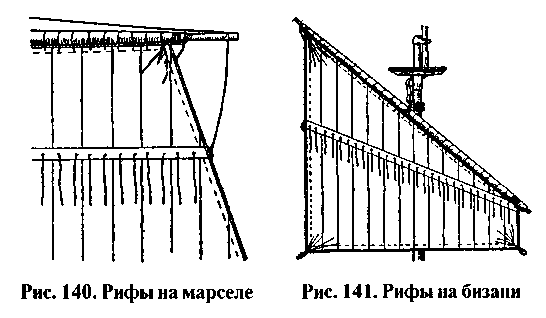 Рис. 140. Рифы на марселе
Рис. 141. Рифы на бизани